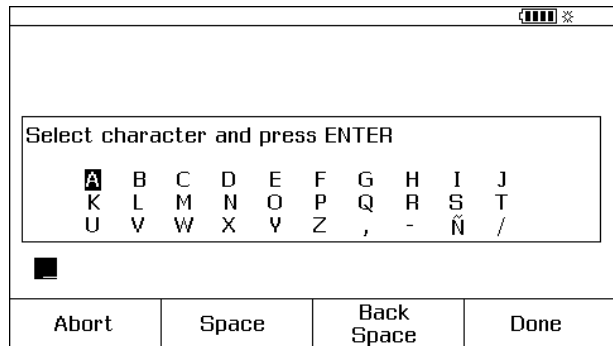 Select character and press ENTER
A B C D E F G H I J
K L M N O P Q R S T
U V W X Y Z , - Ñ /
Abort Space Back Space Done